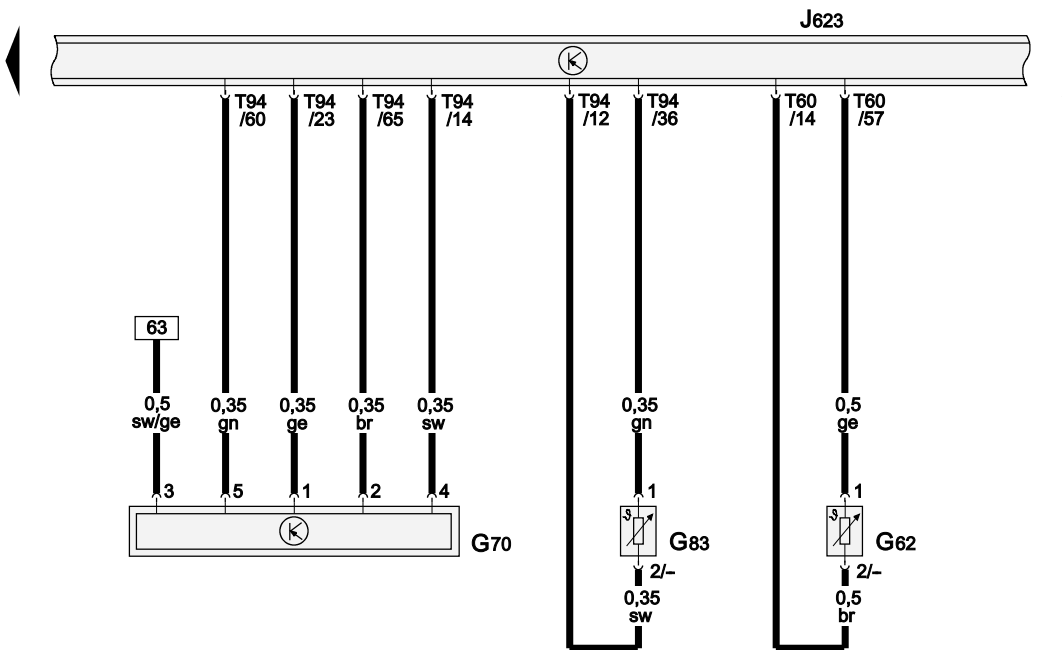 J623
T94
/60
T94
/23
T94
/65
T94
/14
T94
/12
T94
/36
T60
/14
T60
/57
63
0,5
sw/ge
0,35
gn
0,35
ge
0,35
br
0,35
sw
0,35
gn
0,5
ge
3
5
1
2
4
1
1
ϑ
ϑ
G70
G83
G62
2/–
2/–
0,35
sw
0,5
br